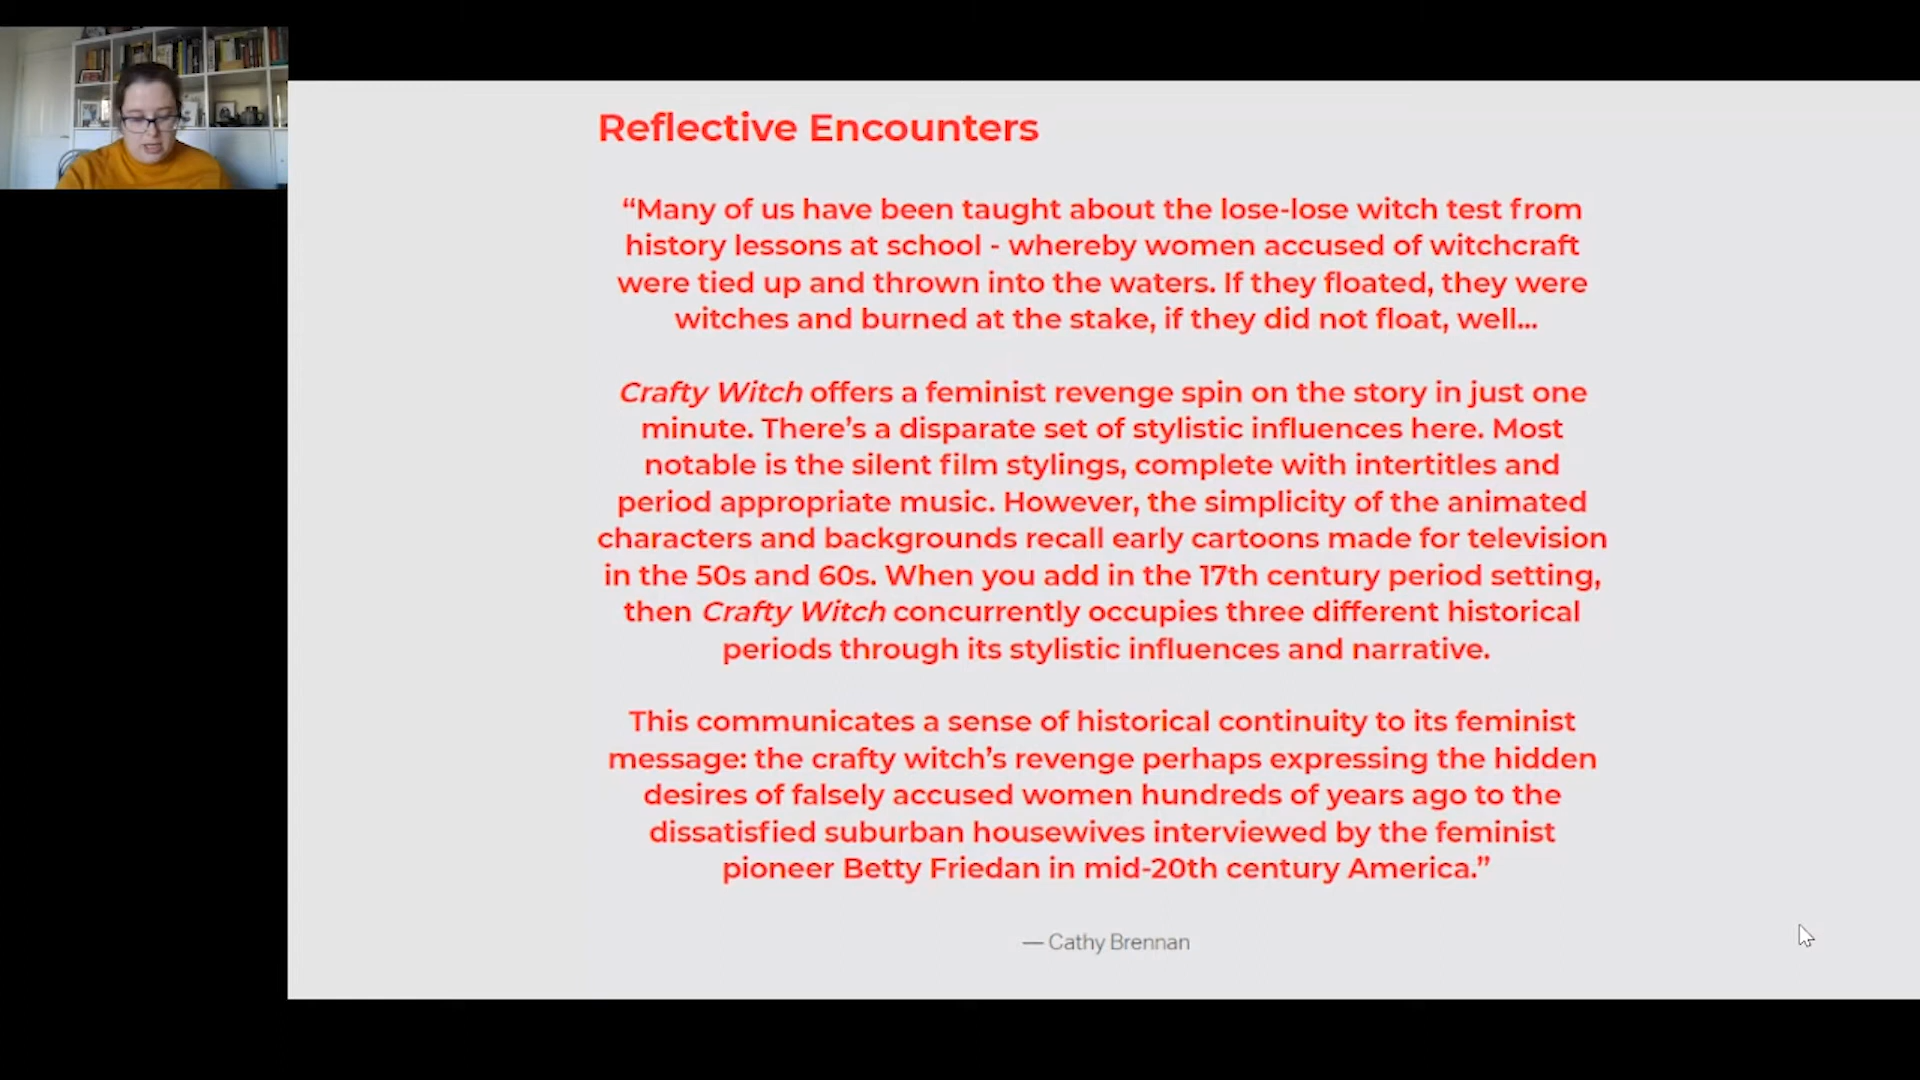 Reflective Encounters
“Many of us have been taught about the lose-lose witch test from
history lessons at school - whereby women accused of witchcraft
were tied up and thrown into the waters. If they floated, they were
witches and burned at the stake, if they did not float, well...
Crafty Witch offers a feminist revenge spin on the story in just one
minute. There’s a disparate set of stylistic influences here. Most
notable is the silent film stylings, complete with intertitles and
period appropriate music. However, the simplicity of the animated
characters and backgrounds recall early cartoons made for television
in the 50s and 60s. When you add in the 17th century period setting,
then Crafty Witch concurrently occupies three different historical
periods through its stylistic influences and narrative.
This communicates a sense of historical continuity to its feminist
message: the crafty witch’s revenge perhaps expressing the hidden
desires of falsely accused women hundreds of years ago to the
dissatisfied suburban housewives interviewed by the feminist
pioneer Betty Friedan in mid-20th century America.”
— Cathy Brennan